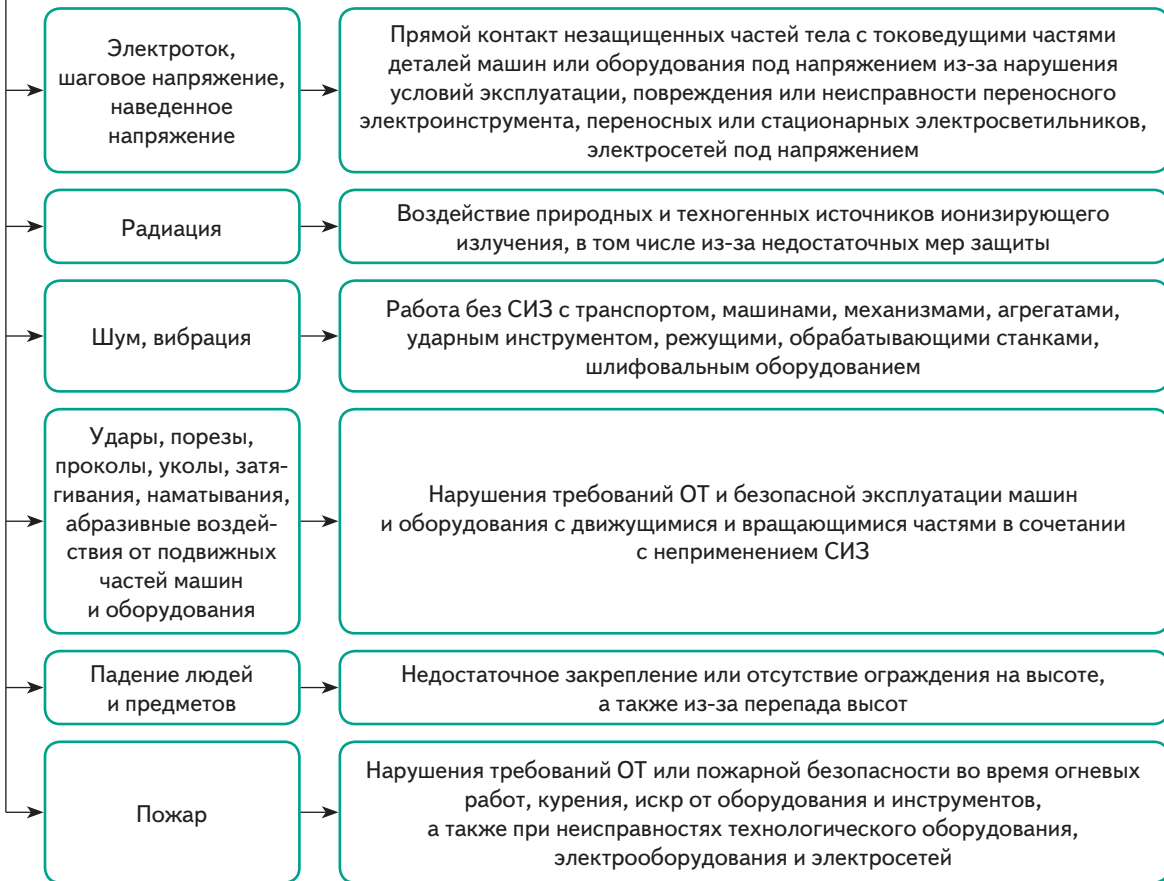 Электроток,
шаговое напряжение,
наведенное
напряжение
Прямой контакт незащищенных частей тела с токоведущими частями
деталей машин или оборудования под напряжением из-за нарушения
условий эксплуатации, повреждения или неисправности переносного
электроинструмента, переносных или стационарных электросветильников,
электросетей под напряжением
Радиация
Воздействие природных и техногенных источников ионизирующего
излучения, в том числе из-за недостаточных мер защиты
Шум, вибрация
Работа без СИЗ с транспортом, машинами, механизмами, агрегатами,
ударным инструментом, режущими, обрабатывающими станками,
шлифовальным оборудованием
Удары, порезы,
проколы, уколы, затя-
гивания, наматывания,
абразивные воздей-
ствия от подвижных
частей машин
и оборудования
Нарушения требований ОТ и безопасной эксплуатации машин
и оборудования с движущимися и вращающимися частями в сочетании
с неприменением СИЗ
Падение людей
и предметов
Недостаточное закрепление или отсутствие ограждения на высоте,
а также из-за перепада высот
Пожар
Нарушения требований ОТ или пожарной безопасности во время огневых
работ, курения, искр от оборудования и инструментов,
а также при неисправностях технологического оборудования,
электрооборудования и электросетей